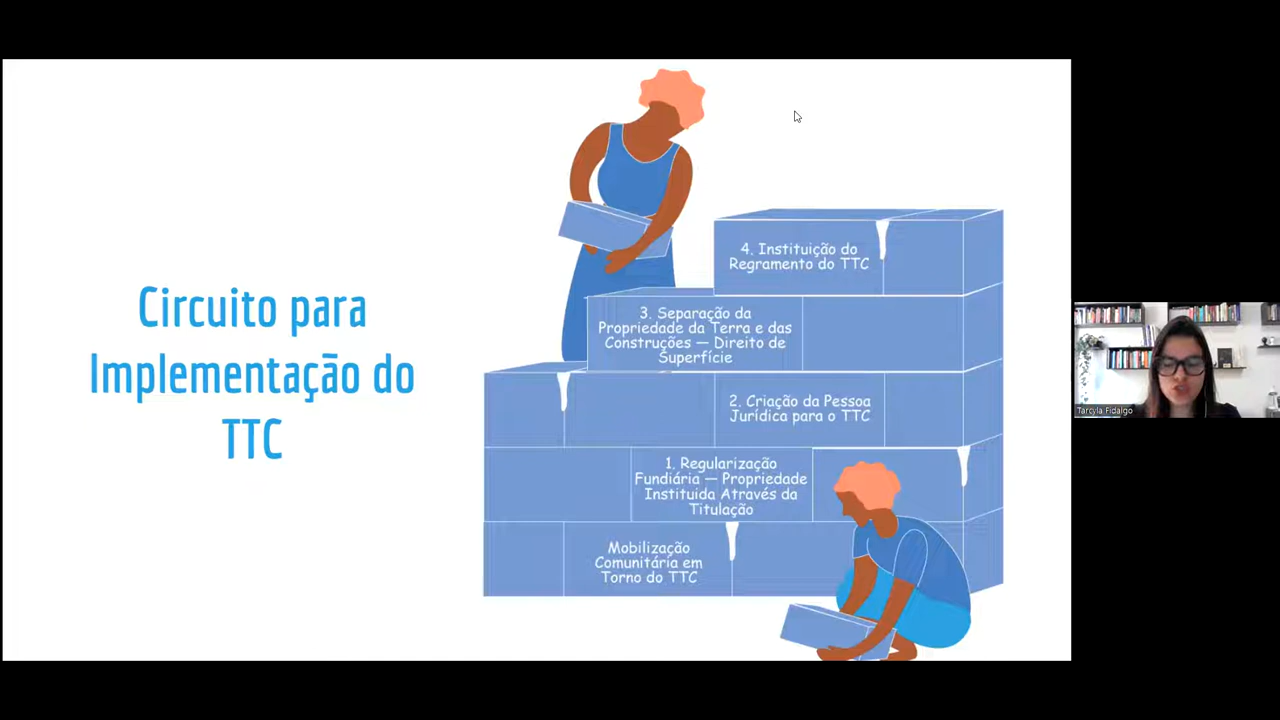 Circuito para
Implementação do
TTC
4. Instituição do
Regramento do TTC
3. Separação da
Propriedade da Terra e das
Construções — Direito de
Superfície
2. Criação da Pessoa
Jurídica para o TTC
1. Regularização
Fundiária — Propriedade
Instituida Através da
Titulação
Mobilização
Comunitária em
Torno do TTC
Tarcyla Fidalgo